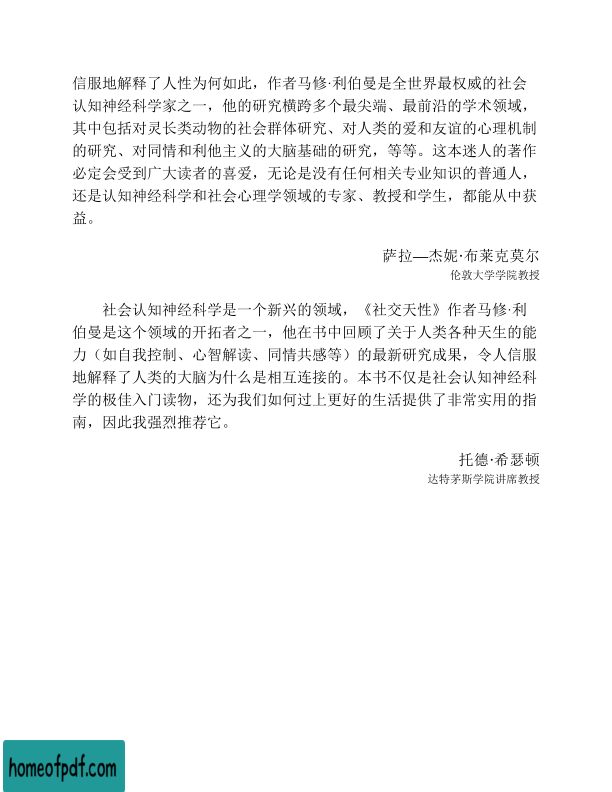 信服地解释了人性为何如此，作者马修·利伯曼是全世界最权威的社会
认知神经科学家之一，他的研究横跨多个最尖端、最前沿的学术领域，
其中包括对灵长类动物的社会群体研究、对人类的爱和友谊的心理机制
的研究、对同情和利他主义的大脑基础的研究，等等。这本迷人的著作
必定会受到广大读者的喜爱，无论是没有任何相关专业知识的普通人，
还是认知神经科学和社会心理学领域的专家、教授和学生，都能从中获
益。
萨拉—杰妮·布莱克莫尔
伦敦大学学院教授
社会认知神经科学是一个新兴的领域，《社交天性》作者马修·利
伯曼是这个领域的开拓者之一，他在书中回顾了关于人类各种天生的能
力（如自我控制、心智解读、同情共感等）的最新研究成果，令人信服
地解释了人类的大脑为什么是相互连接的。本书不仅是社会认知神经科
学的极佳入门读物，还为我们如何过上更好的生活提供了非常实用的指
南，因此我强烈推荐它。
托德·希瑟顿
达特茅斯学院讲席教授
homeofpdf.com